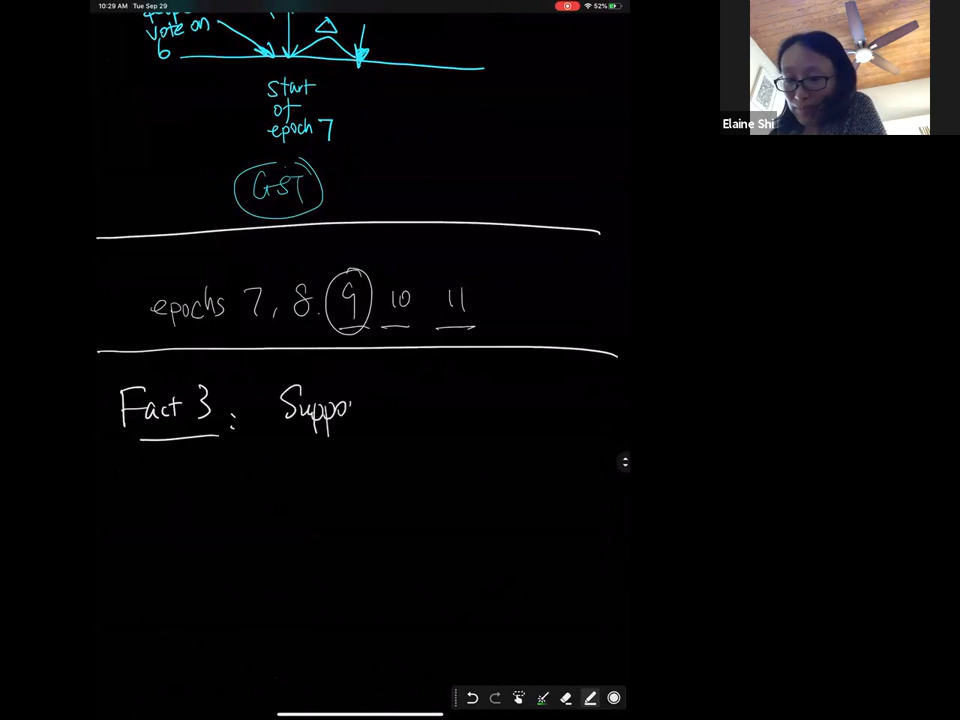 10:29 AM Tue Sep 29
52%
vote on
b
Δ
start
of
epoch 7
GST
epochs 7, 8. 9 10 11
Fact 3: Suppo
Elaine Shi